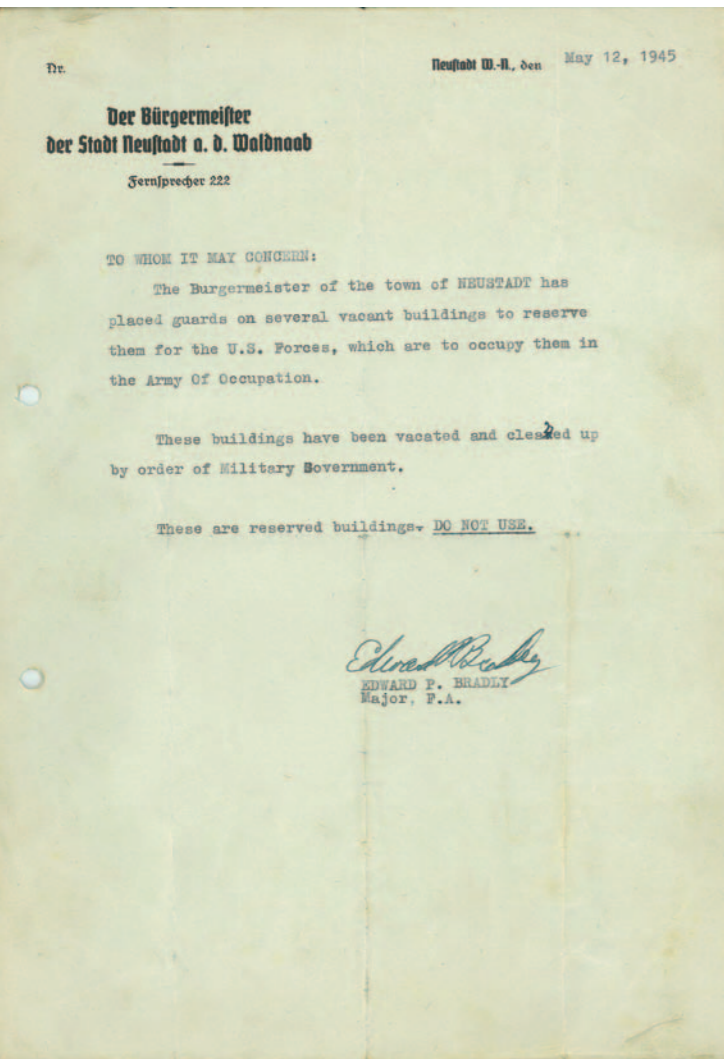 Nr.
Neustadt W.-N., den May 12, 1945
Der Bürgermeister
der Stadt Neustadt a. d. Waldnaab
Fernsprecher 222
TO WHOM IT MAY CONCERN:
The Burgermeister of the town of NEUSTADT has
placed guards on several vacant buildings to reserve
them for the U.S. Forces, which are to occupy them in
the Army Of Occupation.
These buildings have been vacated and cleaned up
by order of Military Government.
These are reserved buildings. DO NOT USE.
Edward P. Bradly
EDWARD P. BRADLY
Major, F.A.